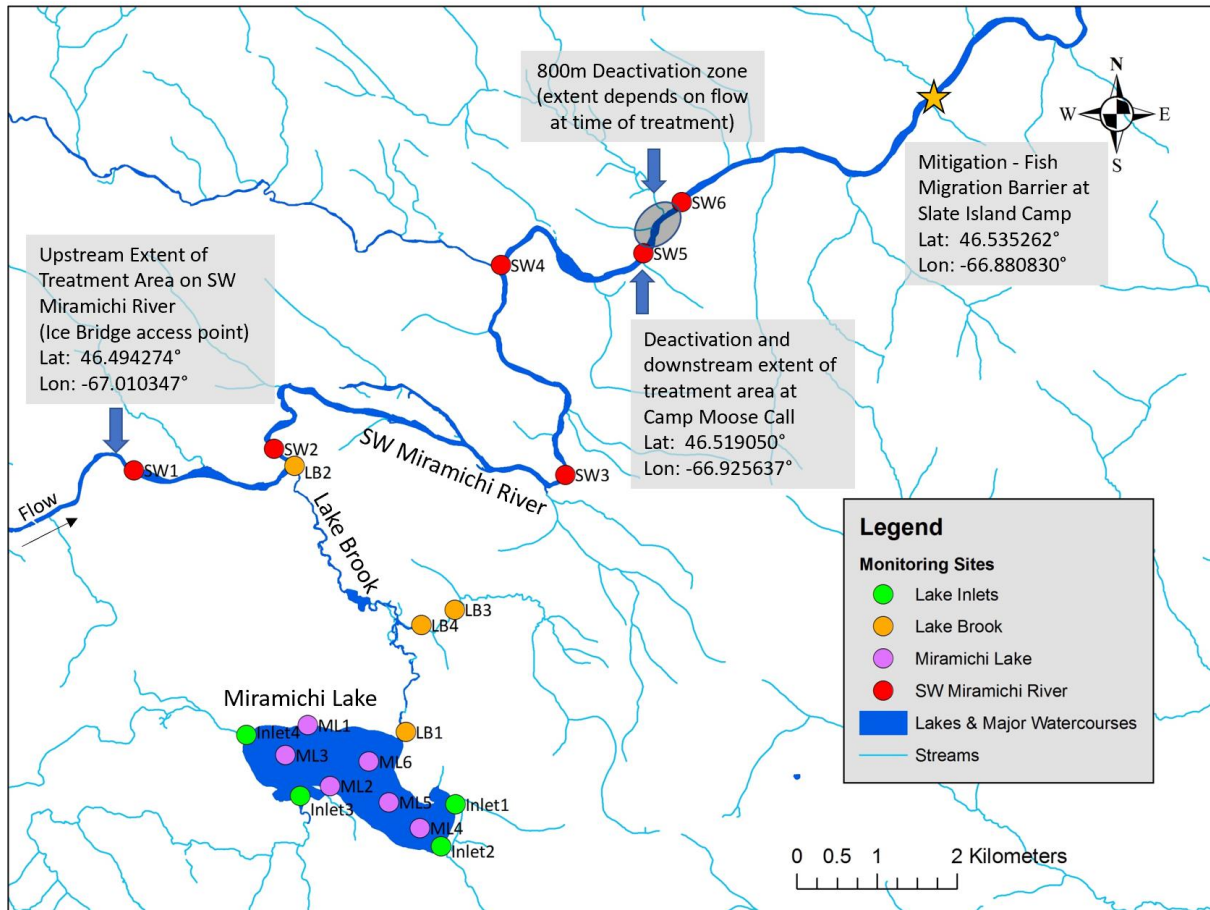 800m Deactivation zone
(extent depends on flow
at time of treatment)
N
W
E
S
Mitigation - Fish
Migration Barrier at
Slate Island Camp
Lat: 46.535262°
Lon: -66.880830°
SW6
SW5
SW4
Upstream Extent of
Treatment Area on SW
Miramichi River
(Ice Bridge access point)
Lat: 46.494274°
Lon: -67.010347°
Deactivation and
downstream extent of
treatment area at
Camp Moose Call
Lat: 46.519050°
Lon: -66.925637°
SW1
SW2
LB2
SW Miramichi River
SW3
Flow
Lake Brook
LB3
LB4
Miramichi Lake
Inlet4
ML1
LB1
ML3
ML6
ML2
Inlet3
ML5
Inlet1
ML4
Inlet2
Legend
Monitoring Sites
Lake Inlets
Lake Brook
Miramichi Lake
SW Miramichi River
Lakes & Major Watercourses
Streams
0 0.5 1 2 Kilometers